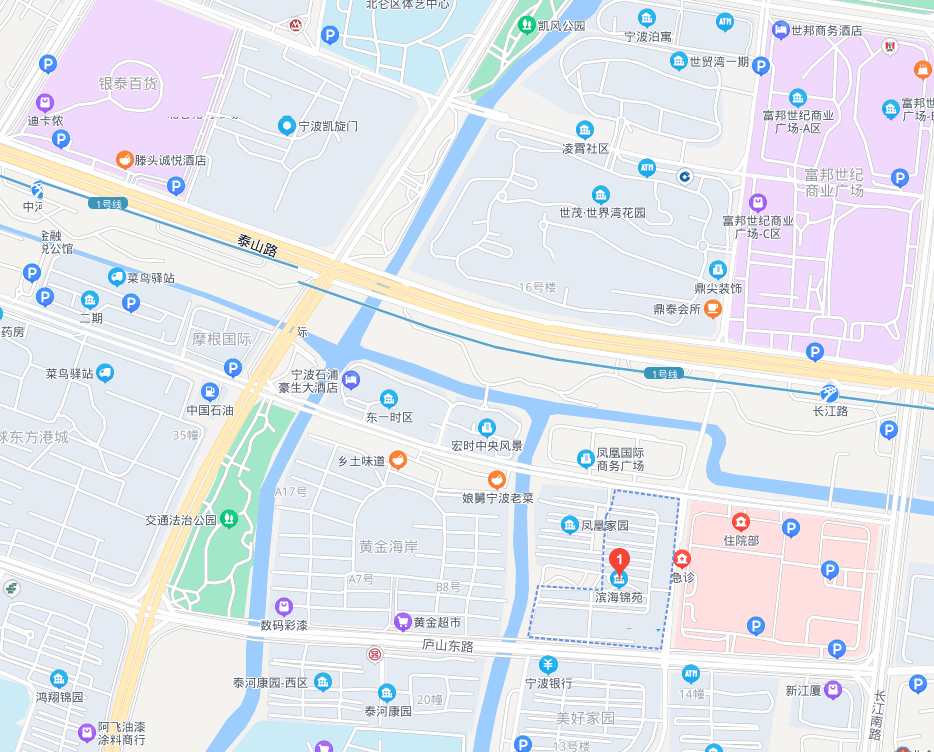 北仑区体艺中心
P
凯风公园
宁波泊寓
ATM
世邦商务酒店
P
银泰百货
世贸湾一期
P
迪卡侬
P
宁波凯旋门
富邦世纪商业
广场-A区
滕头诚悦酒店
P
凌霄社区
ATM
富邦世纪
商业广场
P
1号线
世茂·世界湾花园
富邦世纪商业
广场-C区
泰山路
金融
悦公馆
P
菜鸟驿站
P
二期
P
16号楼
鼎尖装饰
鼎泰会所
药房
摩根国际
P
P
菜鸟驿站
中国石油
宁波石浦
豪生大酒店
1号线
长江路
P
东一时区
35幢
球东方港城
宏时中央风景
乡土味道
凤凰国际
商务广场
娘舅宁波老菜
A17号
交通法治公园
凤凰家园
住院部
P
黄金海岸
1
急诊
P
A7号
B8号
滨海锦苑
数码彩漆
黄金超市
P
庐山东路
P
鸿翔锦园
泰河康园-西区
泰河康园
20幢
宁波银行
ATM
14幢
新江厦
P
长江南路
阿飞油漆
涂料商行
美好家园
P
13号楼